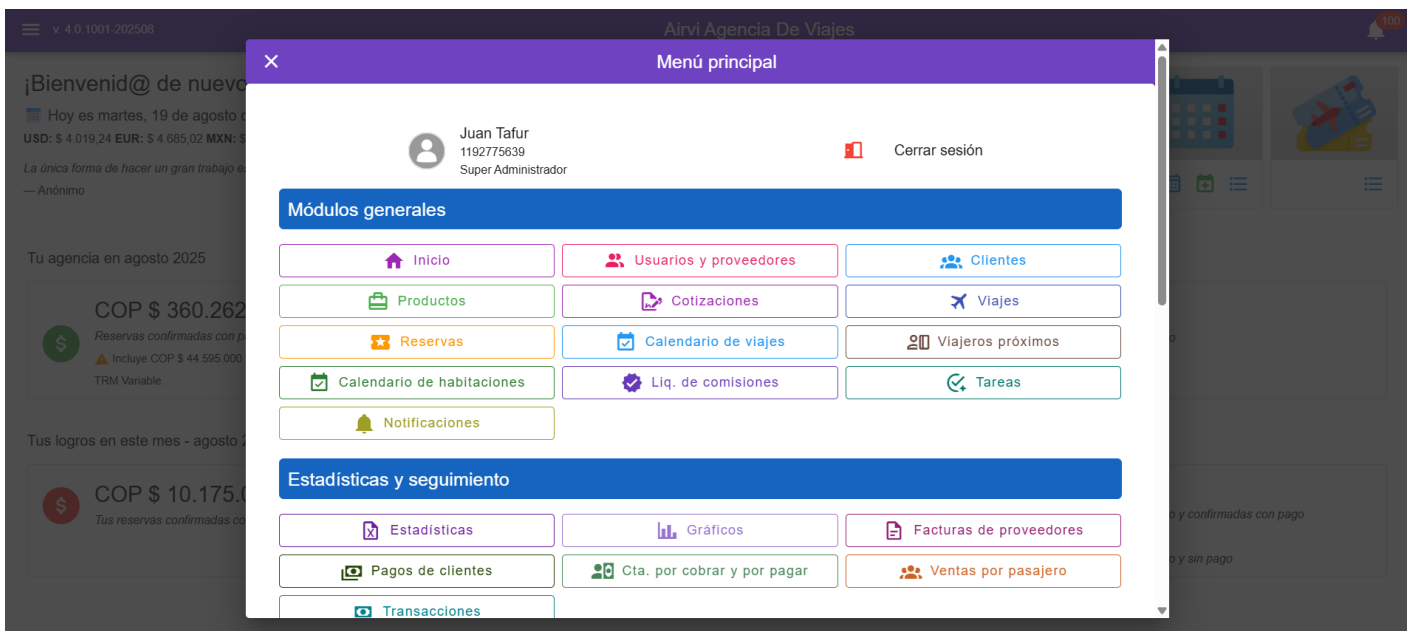 v. 4.0.1001-202508
Airvi Agencia De Viajes
100
Menú principal
¡Bienvenid@ de nuevo
Hoy es martes, 19 de agosto
USD: $ 4.019,24 EUR: $ 4.685,02 MXN: $
La única forma de hacer un gran trabajo
— Anónimo
Juan Tafur
1192775639
Super Administrador
Cerrar sesión
Módulos generales
Inicio
Usuarios y proveedores
Clientes
Productos
Cotizaciones
Viajes
Reservas
Calendario de viajes
Viajeros próximos
Calendario de habitaciones
Liq. de comisiones
Tareas
Notificaciones
Tu agencia en agosto 2025
COP $ 360.262
Reservas confirmadas con
Incluye COP $ 44.595.000
TRM Variable.
Tus logros en este mes - agosto
COP $ 10.175.
Tus reservas confirmadas
Estadísticas y seguimiento
Estadísticas
Gráficos
Facturas de proveedores
Pagos de clientes
Cta. por cobrar y por pagar
Ventas por pasajero
Transacciones
y confirmadas con pago
y sin pago